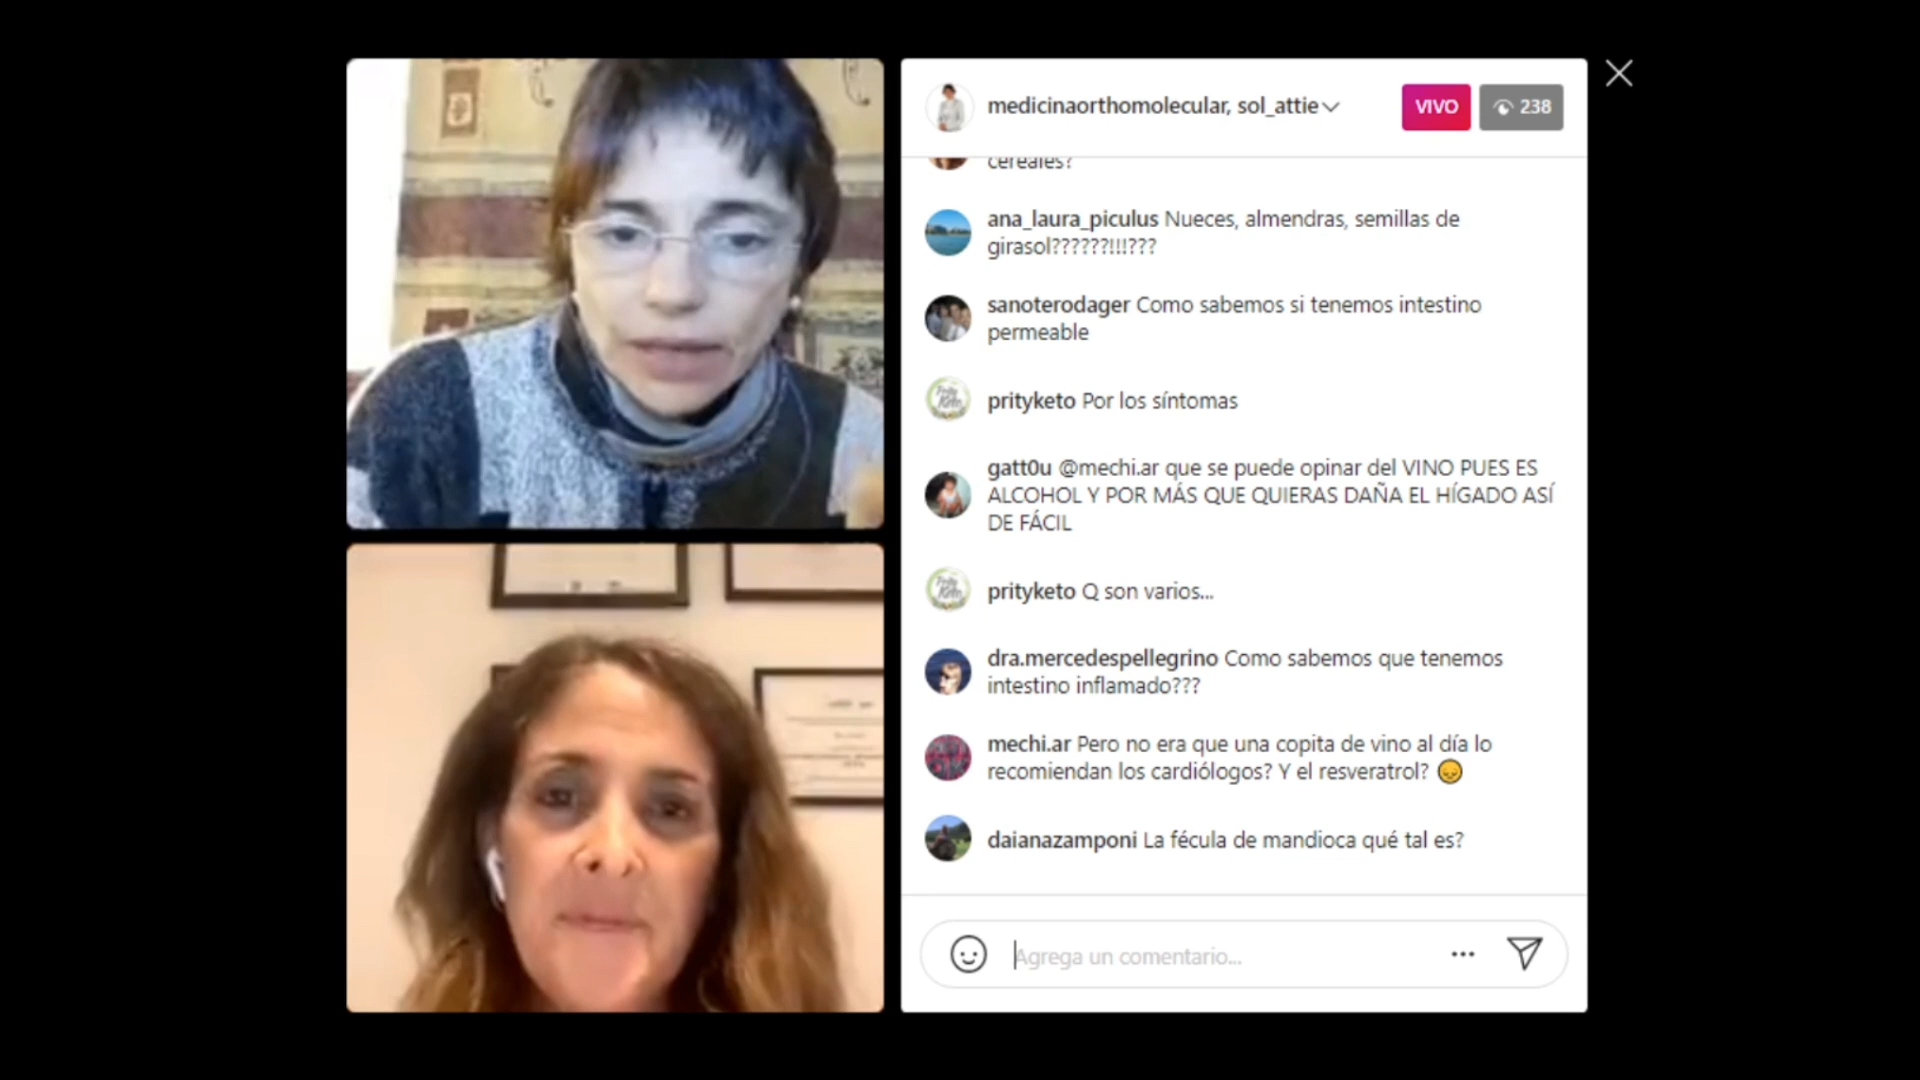 medicinaorthomolecular, sol_attie
VIVO
238
cereales?
ana_laura_piculus Nueces, almendras, semillas de
girasol??????!!!???
sanoterodager Como sabemos si tenemos intestino
permeable
prityketo Por los síntomas
gatt0u @mechi.ar que se puede opinar del VINO PUES ES
ALCOHOL Y POR MÁS QUE QUIERAS DAÑA EL HÍGADO ASÍ
DE FÁCIL
prityketo Q son varios...
dra.mercedespellegrino Como sabemos que tenemos
intestino inflamado???
mechi.ar Pero no era que una copita de vino al día lo
recomiendan los cardiólogos? Y el resveratrol? 😞
daianazamponi La fécula de mandioca qué tal es?
Agrega un comentario...